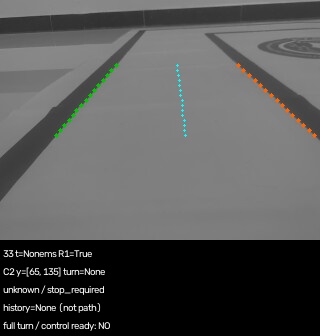 33 t=Nonems R1=True
C2 y=[65, 135] turn=None
unknown / stop_required
history=None (not path)
full turn / control ready: NO